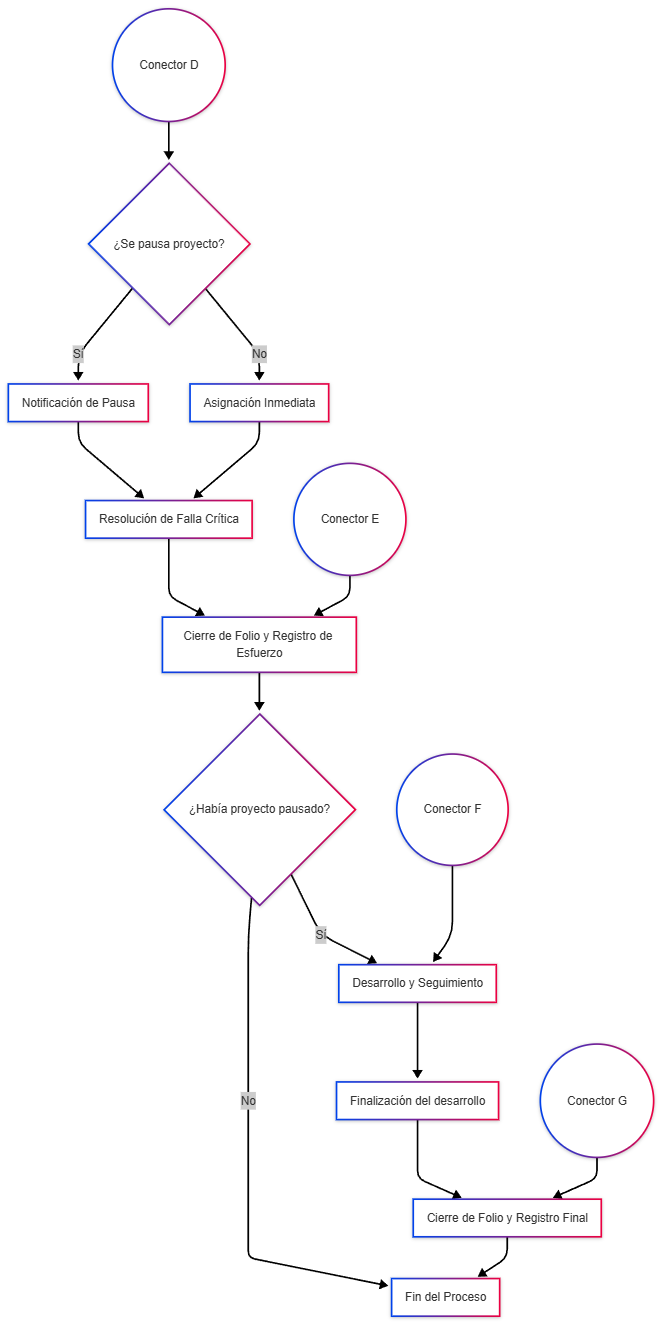 Conector D
¿Se pausa proyecto?
Sí
No
Notificación de Pausa
Asignación Inmediata
Resolución de Falla Crítica
Conector E
Cierre de Folio y Registro de
Esfuerzo
¿Había proyecto pausado?
Conector F
Sí
Desarrollo y Seguimiento
No
Finalización del desarrollo
Conector G
Cierre de Folio y Registro Final
Fin del Proceso